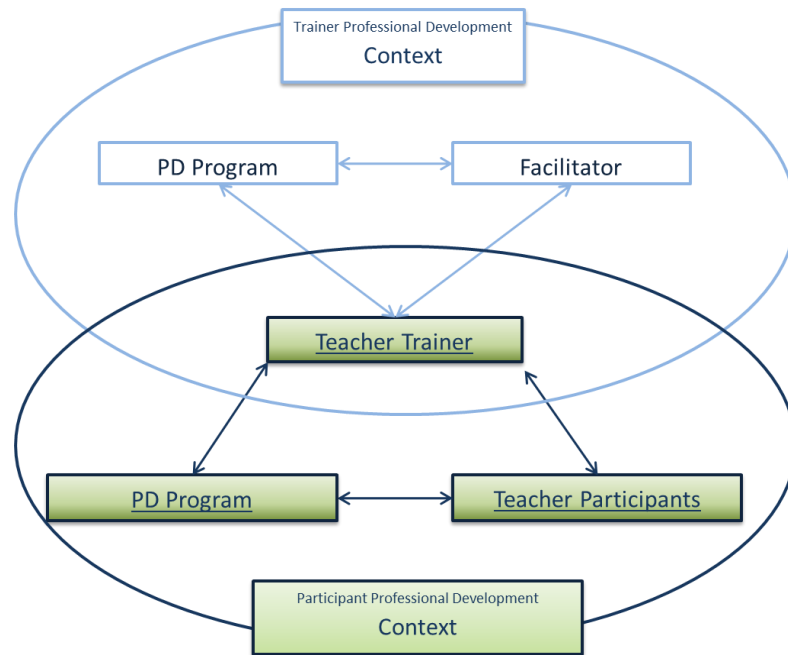 Trainer Professional Development
Context
PD Program
Facilitator
Teacher Trainer
PD Program
Teacher Participants
Participant Professional Development
Context